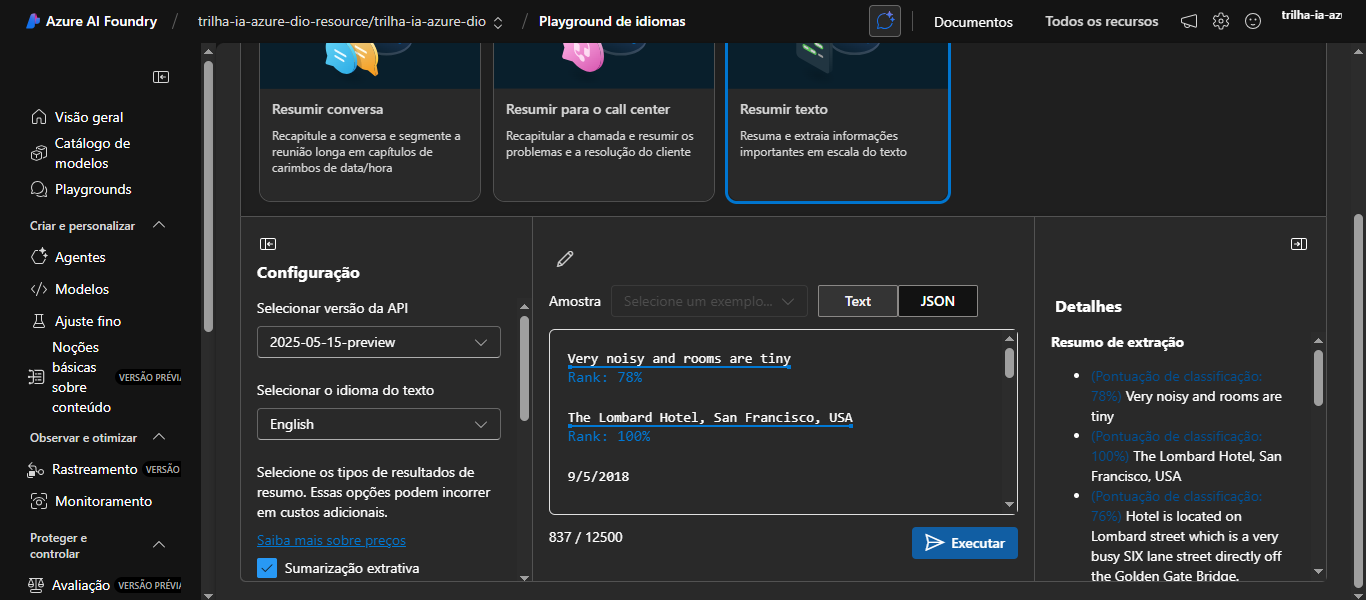 Azure AI Foundry / trilha-ia-azure-dio-resource/trilha-ia-azure-dio / Playground de idiomas
Documentos
Todos os recursos
trilha-ia-az
Visão geral
Catálogo de
modelos
Playgrounds
Criar e personalizar
Agentes
Modelos
Ajuste fino
Noções
básicas
sobre
conteúdo
VERSÃO PRÉVI
Observar e otimizar
Rastreamento VERSÃO
Monitoramento
Proteger e
controlar
Avaliação VERSÃO PRÉVI
Resumir conversa
Recapitule a conversa e segmente a
reunião longa em capítulos de
carimbos de data/hora
Resumir para o call center
Recapitular a chamada e resumir os
problemas e a resolução do cliente
Resumir texto
Resuma e extraia informações
importantes em escala do texto
Configuração
Selecionar versão da API
2025-05-15-preview
Selecionar o idioma do texto
English
Selecione os tipos de resultados de
resumo. Essas opções podem incorrer
em custos adicionais.
Saiba mais sobre preços
Sumarização extrativa
Amostra
Selecione um exemplo...
Text
JSON
Very noisy and rooms are tiny
Rank: 78%
The Lombard Hotel, San Francisco, USA
Rank: 100%
9/5/2018
837 / 12500
Executar
Detalhes
Resumo de extração
• (Pontuação de classificação:
78%) Very noisy and rooms are
tiny
• (Pontuação de classificação:
100%) The Lombard Hotel, San
Francisco, USA
• (Pontuação de classificação:
76%) Hotel is located on
Lombard street which is a very
busy SIX lane street directly off
the Golden Gate Bridge.